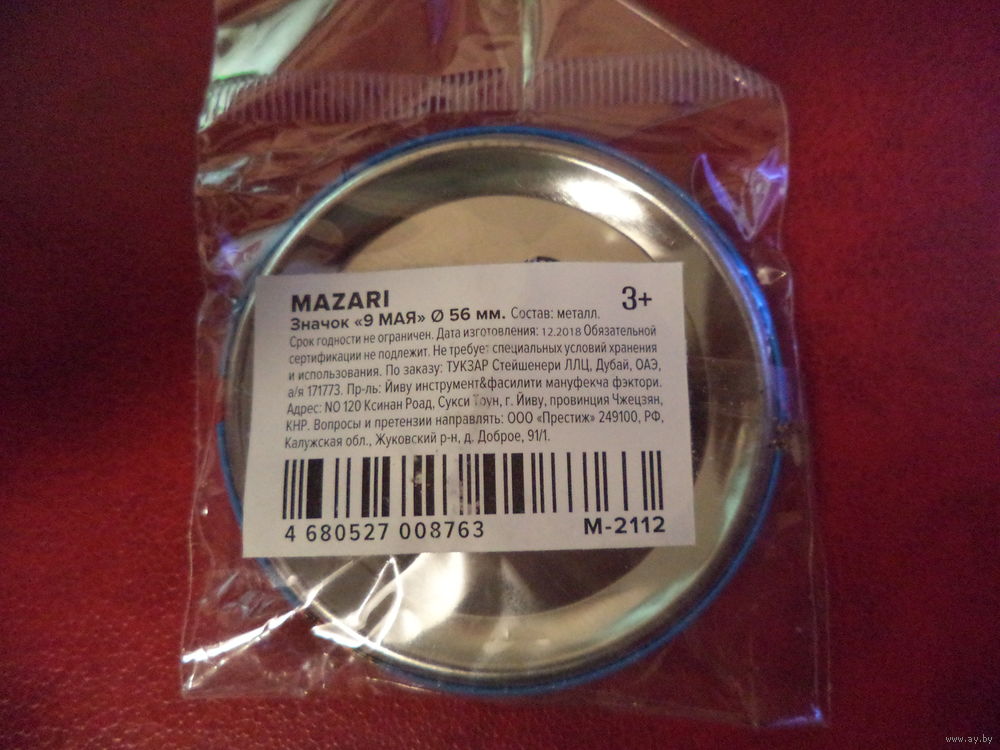 MAZARI
3+
Значок «9 МАЯ» Ø 56 мм. Состав: металл.
Срок годности не ограничен. Дата изготовления: 12.2018 Обязательной
сертификации не подлежит. Не требует специальных условий хранения
и использования. По заказу: ТУКЗАР Стейшенери ЛЛЦ, Дубай, ОАЭ,
а/я 171773. Пр-ль: Йиву инструмент&фасилити мануфекча фэктори.
Адрес: NO 120 Ксинан Роад, Сукси Тоун, г. Йиву, провинция Чжецзян,
КНР. Вопросы и претензии направлять: ООО «Престиж» 249100, РФ,
Калужская обл., Жуковский р-н, д. Доброе, 91/1.
4 680527 008763
М-2112
www.ay.by